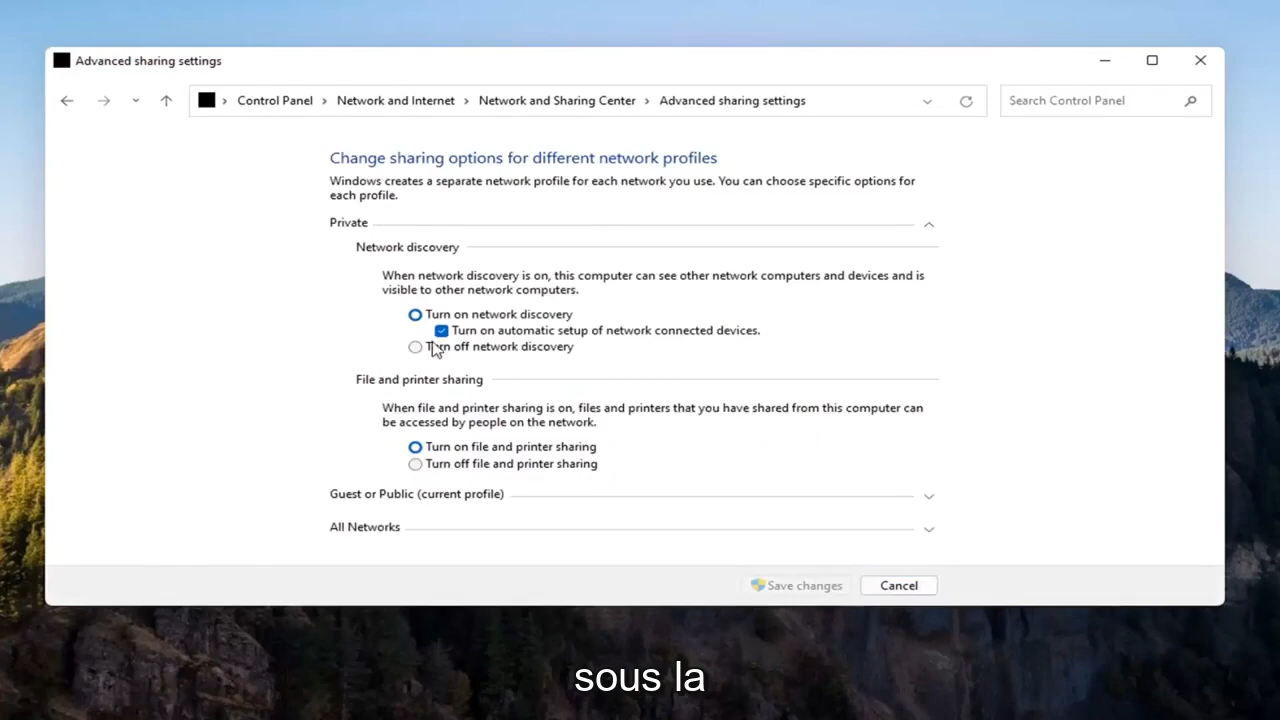 Advanced sharing settings
Control Panel > Network and Internet > Network and Sharing Center > Advanced sharing settings
Search Control Panel
Change sharing options for different network profiles
Windows creates a separate network profile for each network you use. You can choose specific options for
each profile.
Private
Network discovery
When network discovery is on, this computer can see other network computers and devices and is
visible to other network computers.
Turn on network discovery
Turn on automatic setup of network connected devices.
Turn off network discovery
File and printer sharing
When file and printer sharing is on, files and printers that you have shared from this computer can
be accessed by people on the network.
Turn on file and printer sharing
Turn off file and printer sharing
Guest or Public (current profile)
All Networks
Save changes
Cancel
sous la